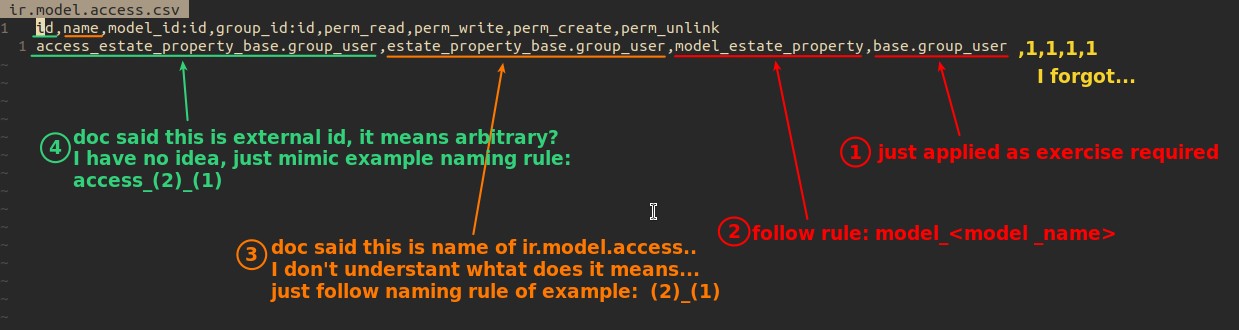 ir.model.access.csv
1 id,name,model_id:id,group_id:id,perm_read,perm_write,perm_create,perm_unlink
1 access_estate_property_base.group_user,estate_property_base.group_user,model_estate_property,base.group_user ,1,1,1,1
I forgot...
4 doc said this is external id, it means arbitrary?
I have no idea, just mimic example naming rule:
access_(2)_(1)
1 just applied as exercise required
2 follow rule: model_<model _name>
3 doc said this is name of ir.model.access..
I don't understant whtat does it means...
just follow naming rule of example: (2)_(1)